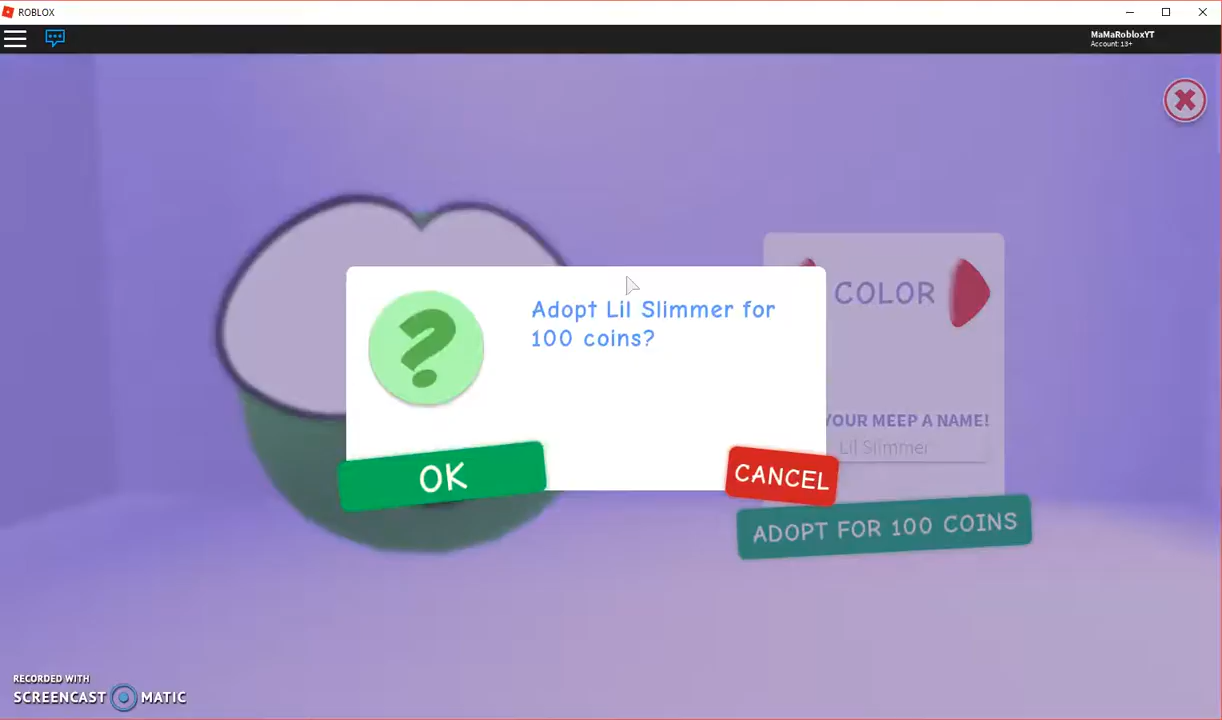 ROBLOX
MaMaRobloxYT
Account: 13+
COLOR
Adopt Lil Slimmer for
100 coins?
?
YOUR MEEP A NAME!
Lil Slimmer
OK
CANCEL
ADOPT FOR 100 COINS
RECORDED WITH
SCREENCAST MATIC